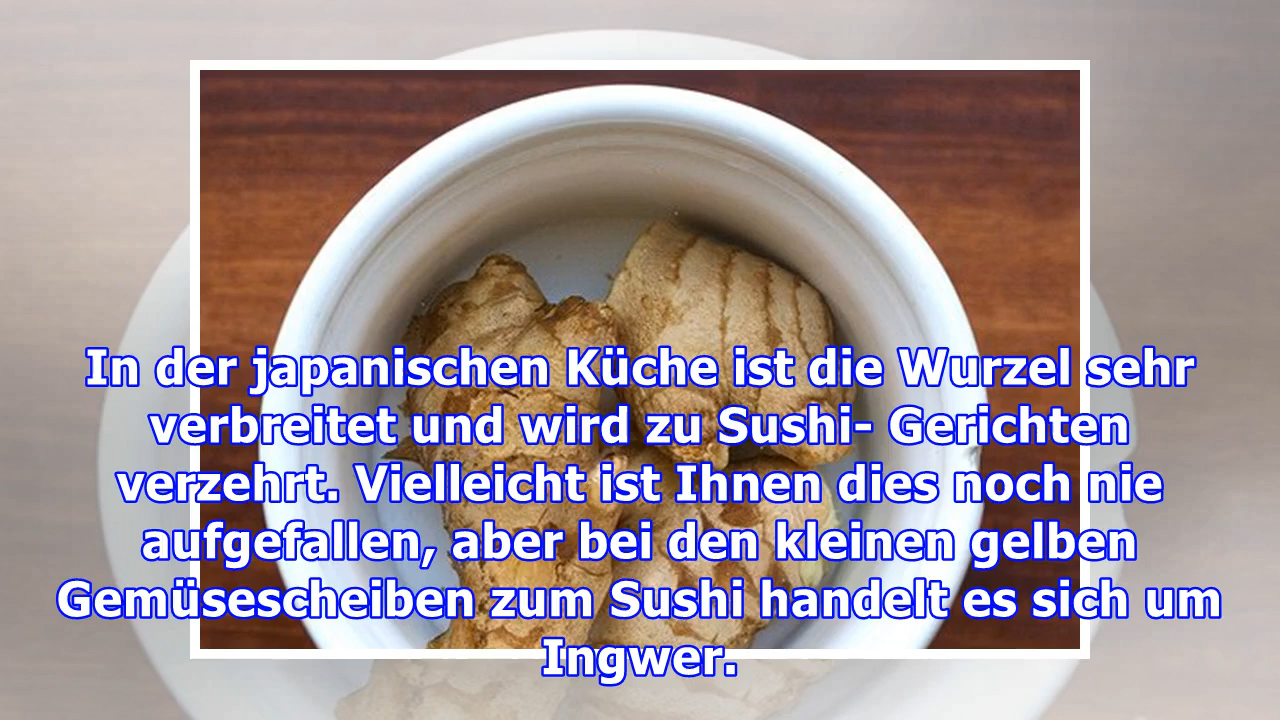 In der japanischen Küche ist die Wurzel sehr
verbreitet und wird zu Sushi- Gerichten
verzehrt. Vielleicht ist Ihnen dies noch nie
aufgefallen, aber bei den kleinen gelben
Gemüsescheiben zum Sushi handelt es sich um
Ingwer.